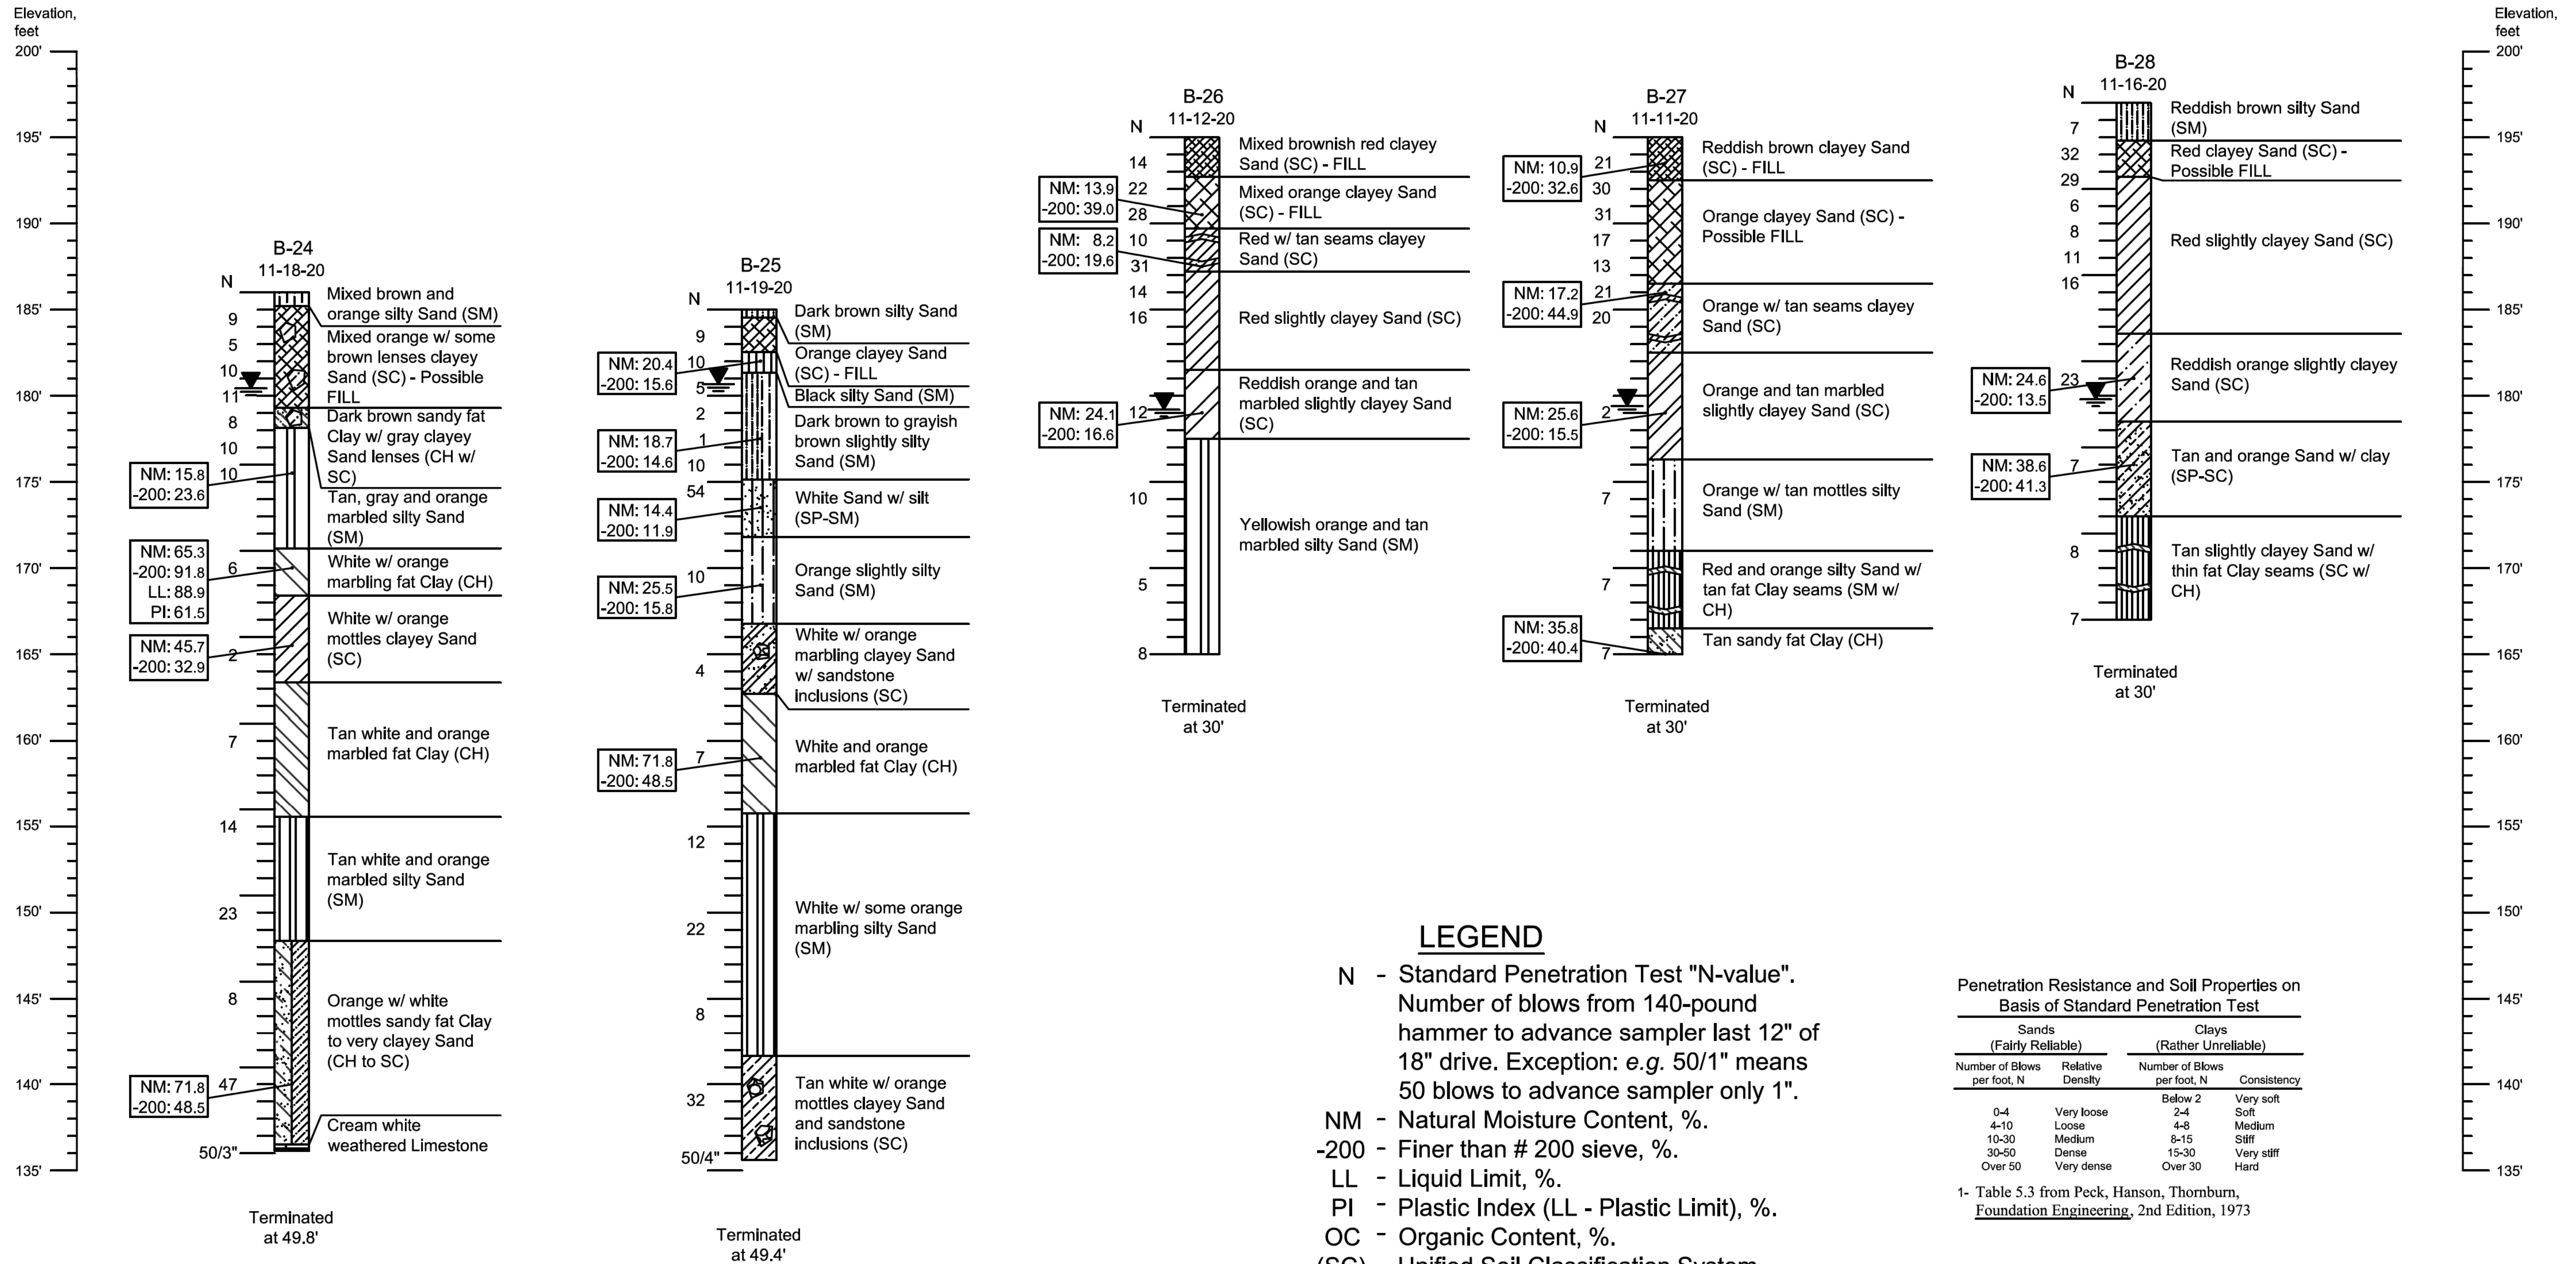 Elevation,
feet
200'
195'
190'
185'
180'
175'
170'
165'
160'
155'
150'
145'
140'
135'
B-24
11-18-20
N
9
5
10
11
8
10
10
6
2
7
14
23
8
47
50/3"
NM: 15.8
-200: 23.6
NM: 65.3
-200: 91.8
LL: 88.9
PI: 61.5
NM: 45.7
-200: 32.9
NM: 71.8
-200: 48.5
Mixed brown and
orange silty Sand (SM)
Mixed orange w/ some
brown lenses clayey
Sand (SC) - Possible
FILL
Dark brown sandy fat
Clay w/ gray clayey
Sand lenses (CH w/
SC)
Tan, gray and orange
marbled silty Sand
(SM)
White w/ orange
marbling fat Clay (CH)
White w/ orange
mottles clayey Sand
(SC)
Tan white and orange
marbled fat Clay (CH)
Tan white and orange
marbled silty Sand
(SM)
Orange w/ white
mottles sandy fat Clay
to very clayey Sand
(CH to SC)
Cream white
weathered Limestone
Terminated
at 49.8'
B-25
11-19-20
N
9
10
5
2
1
10
54
10
4
7
12
22
8
32
50/4"
NM: 20.4
-200: 15.6
NM: 18.7
-200: 14.6
NM: 14.4
-200: 11.9
NM: 25.5
-200: 15.8
NM: 71.8
-200: 48.5
Dark brown silty Sand
(SM)
Orange clayey Sand
(SC) - FILL
Black silty Sand (SM)
Dark brown to grayish
brown slightly silty
Sand (SM)
White Sand w/ silt
(SP-SM)
Orange slightly silty
Sand (SM)
White w/ orange
marbling clayey Sand
w/ sandstone
inclusions (SC)
White and orange
marbled fat Clay (CH)
White w/ some orange
marbling silty Sand
(SM)
Tan white w/ orange
mottles clayey Sand
and sandstone
inclusions (SC)
Terminated
at 49.4'
B-26
11-12-20
N
14
22
28
10
31
14
16
12
10
5
8
NM: 13.9
-200: 39.0
NM: 8.2
-200: 19.6
NM: 24.1
-200: 16.6
Mixed brownish red clayey
Sand (SC) - FILL
Mixed orange clayey Sand
(SC) - FILL
Red w/ tan seams clayey
Sand (SC)
Red slightly clayey Sand (SC)
Reddish orange and tan
marbled slightly clayey Sand
(SC)
Yellowish orange and tan
marbled silty Sand (SM)
Terminated
at 30'
B-27
11-11-20
N
21
30
31
17
13
21
20
2
7
7
7
NM: 10.9
-200: 32.6
NM: 17.2
-200: 44.9
NM: 25.6
-200: 15.5
NM: 35.8
-200: 40.4
Reddish brown clayey Sand
(SC) - FILL
Orange clayey Sand (SC) -
Possible FILL
Orange w/ tan seams clayey
Sand (SC)
Orange and tan marbled
slightly clayey Sand (SC)
Orange w/ tan mottles silty
Sand (SM)
Red and orange silty Sand w/
tan fat Clay seams (SM w/
CH)
Tan sandy fat Clay (CH)
Terminated
at 30'
B-28
11-16-20
N
7
32
29
6
8
11
16
23
7
8
7
NM: 24.6
-200: 13.5
NM: 38.6
-200: 41.3
Reddish brown silty Sand
(SM)
Red clayey Sand (SC) -
Possible FILL
Red slightly clayey Sand (SC)
Reddish orange slightly clayey
Sand (SC)
Tan and orange Sand w/ clay
(SP-SC)
Tan slightly clayey Sand w/
thin fat Clay seams (SC w/
CH)
Terminated
at 30'
Elevation,
feet
200'
195'
190'
185'
180'
175'
170'
165'
160'
155'
150'
145'
140'
135'
LEGEND
N - Standard Penetration Test "N-value".
Number of blows from 140-pound
hammer to advance sampler last 12" of
18" drive. Exception: e.g. 50/1" means
50 blows to advance sampler only 1".
NM - Natural Moisture Content, %.
-200 - Finer than # 200 sieve, %.
LL - Liquid Limit, %.
PI - Plastic Index (LL - Plastic Limit), %.
OC - Organic Content, %.
(SC) - Unified Soil Classification System
Penetration Resistance and Soil Properties on
Basis of Standard Penetration Test
Sands Clays
(Fairly Reliable) (Rather Unreliable)
Number of Blows Relative Number of Blows
per foot, N Density per foot, N Consistency
Below 2 Very soft
0-4 Very loose 2-4 Soft
4-10 Loose 4-8 Medium
10-30 Medium 8-15 Stiff
30-50 Dense 15-30 Very stiff
Over 50 Very dense Over 30 Hard
1- Table 5.3 from Peck, Hanson, Thornburn,
Foundation Engineering, 2nd Edition, 1973